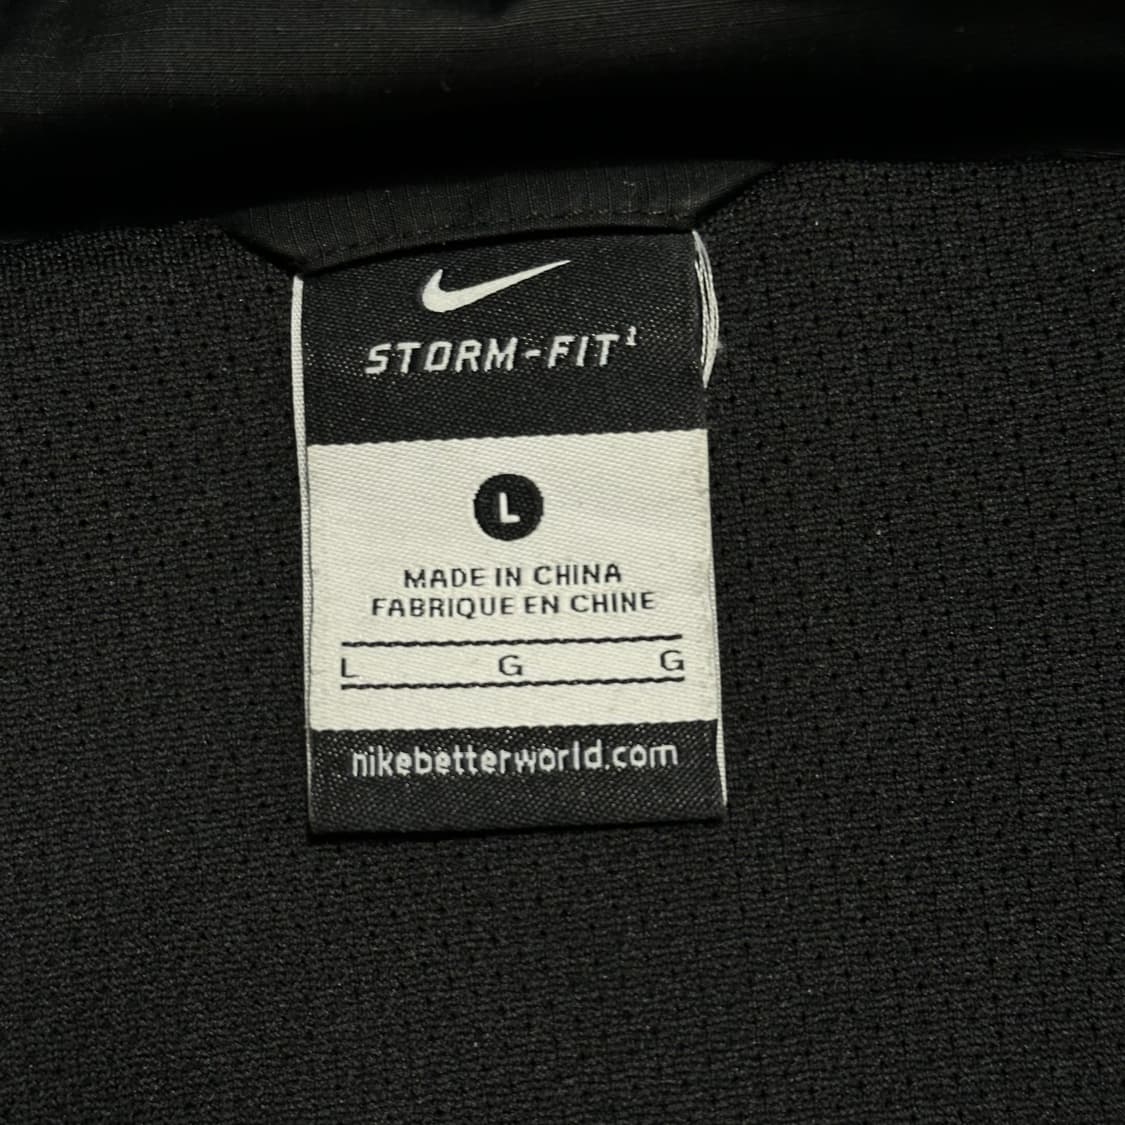 STORM-FIT¹
L
MADE IN CHINA
FABRIQUE EN CHINE
L G G
nikebetterworld.com